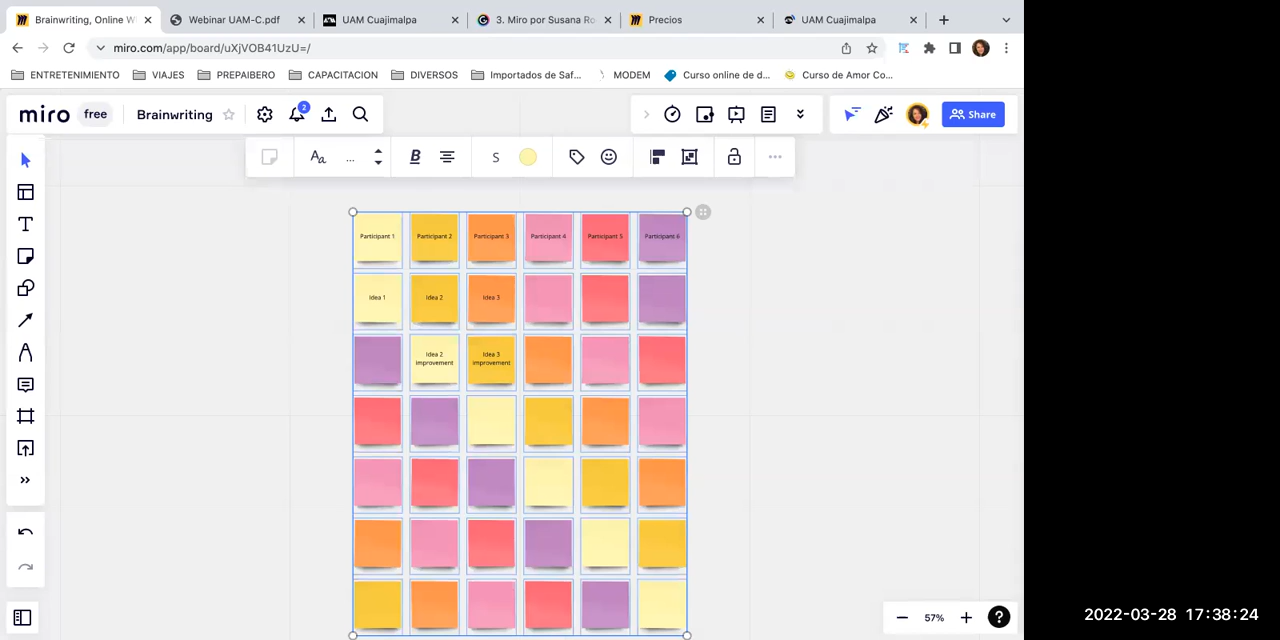 Brainwriting, Online W
Webinar UAM-C.pdf
UAM Cuajimalpa
3. Miro por Susana Ro
Precios
UAM Cuajimalpa
miro.com/app/board/uXjVOB41UzU=/
ENTRETENIMIENTO
VIAJES
PREPAIBERO
CAPACITACION
DIVERSOS
Importados de Saf...
MODEM
Curso online de d...
Curso de Amor Co...
miro free Brainwriting 2 Share
Aa ... B S
Participant 1 Participant 2 Participant 3 Participant 4 Participant 5 Participant 6
Idea 1 Idea 2 Idea 3
Idea 2 improvement
Idea 3 improvement
57%
2022-03-28 17:38:24